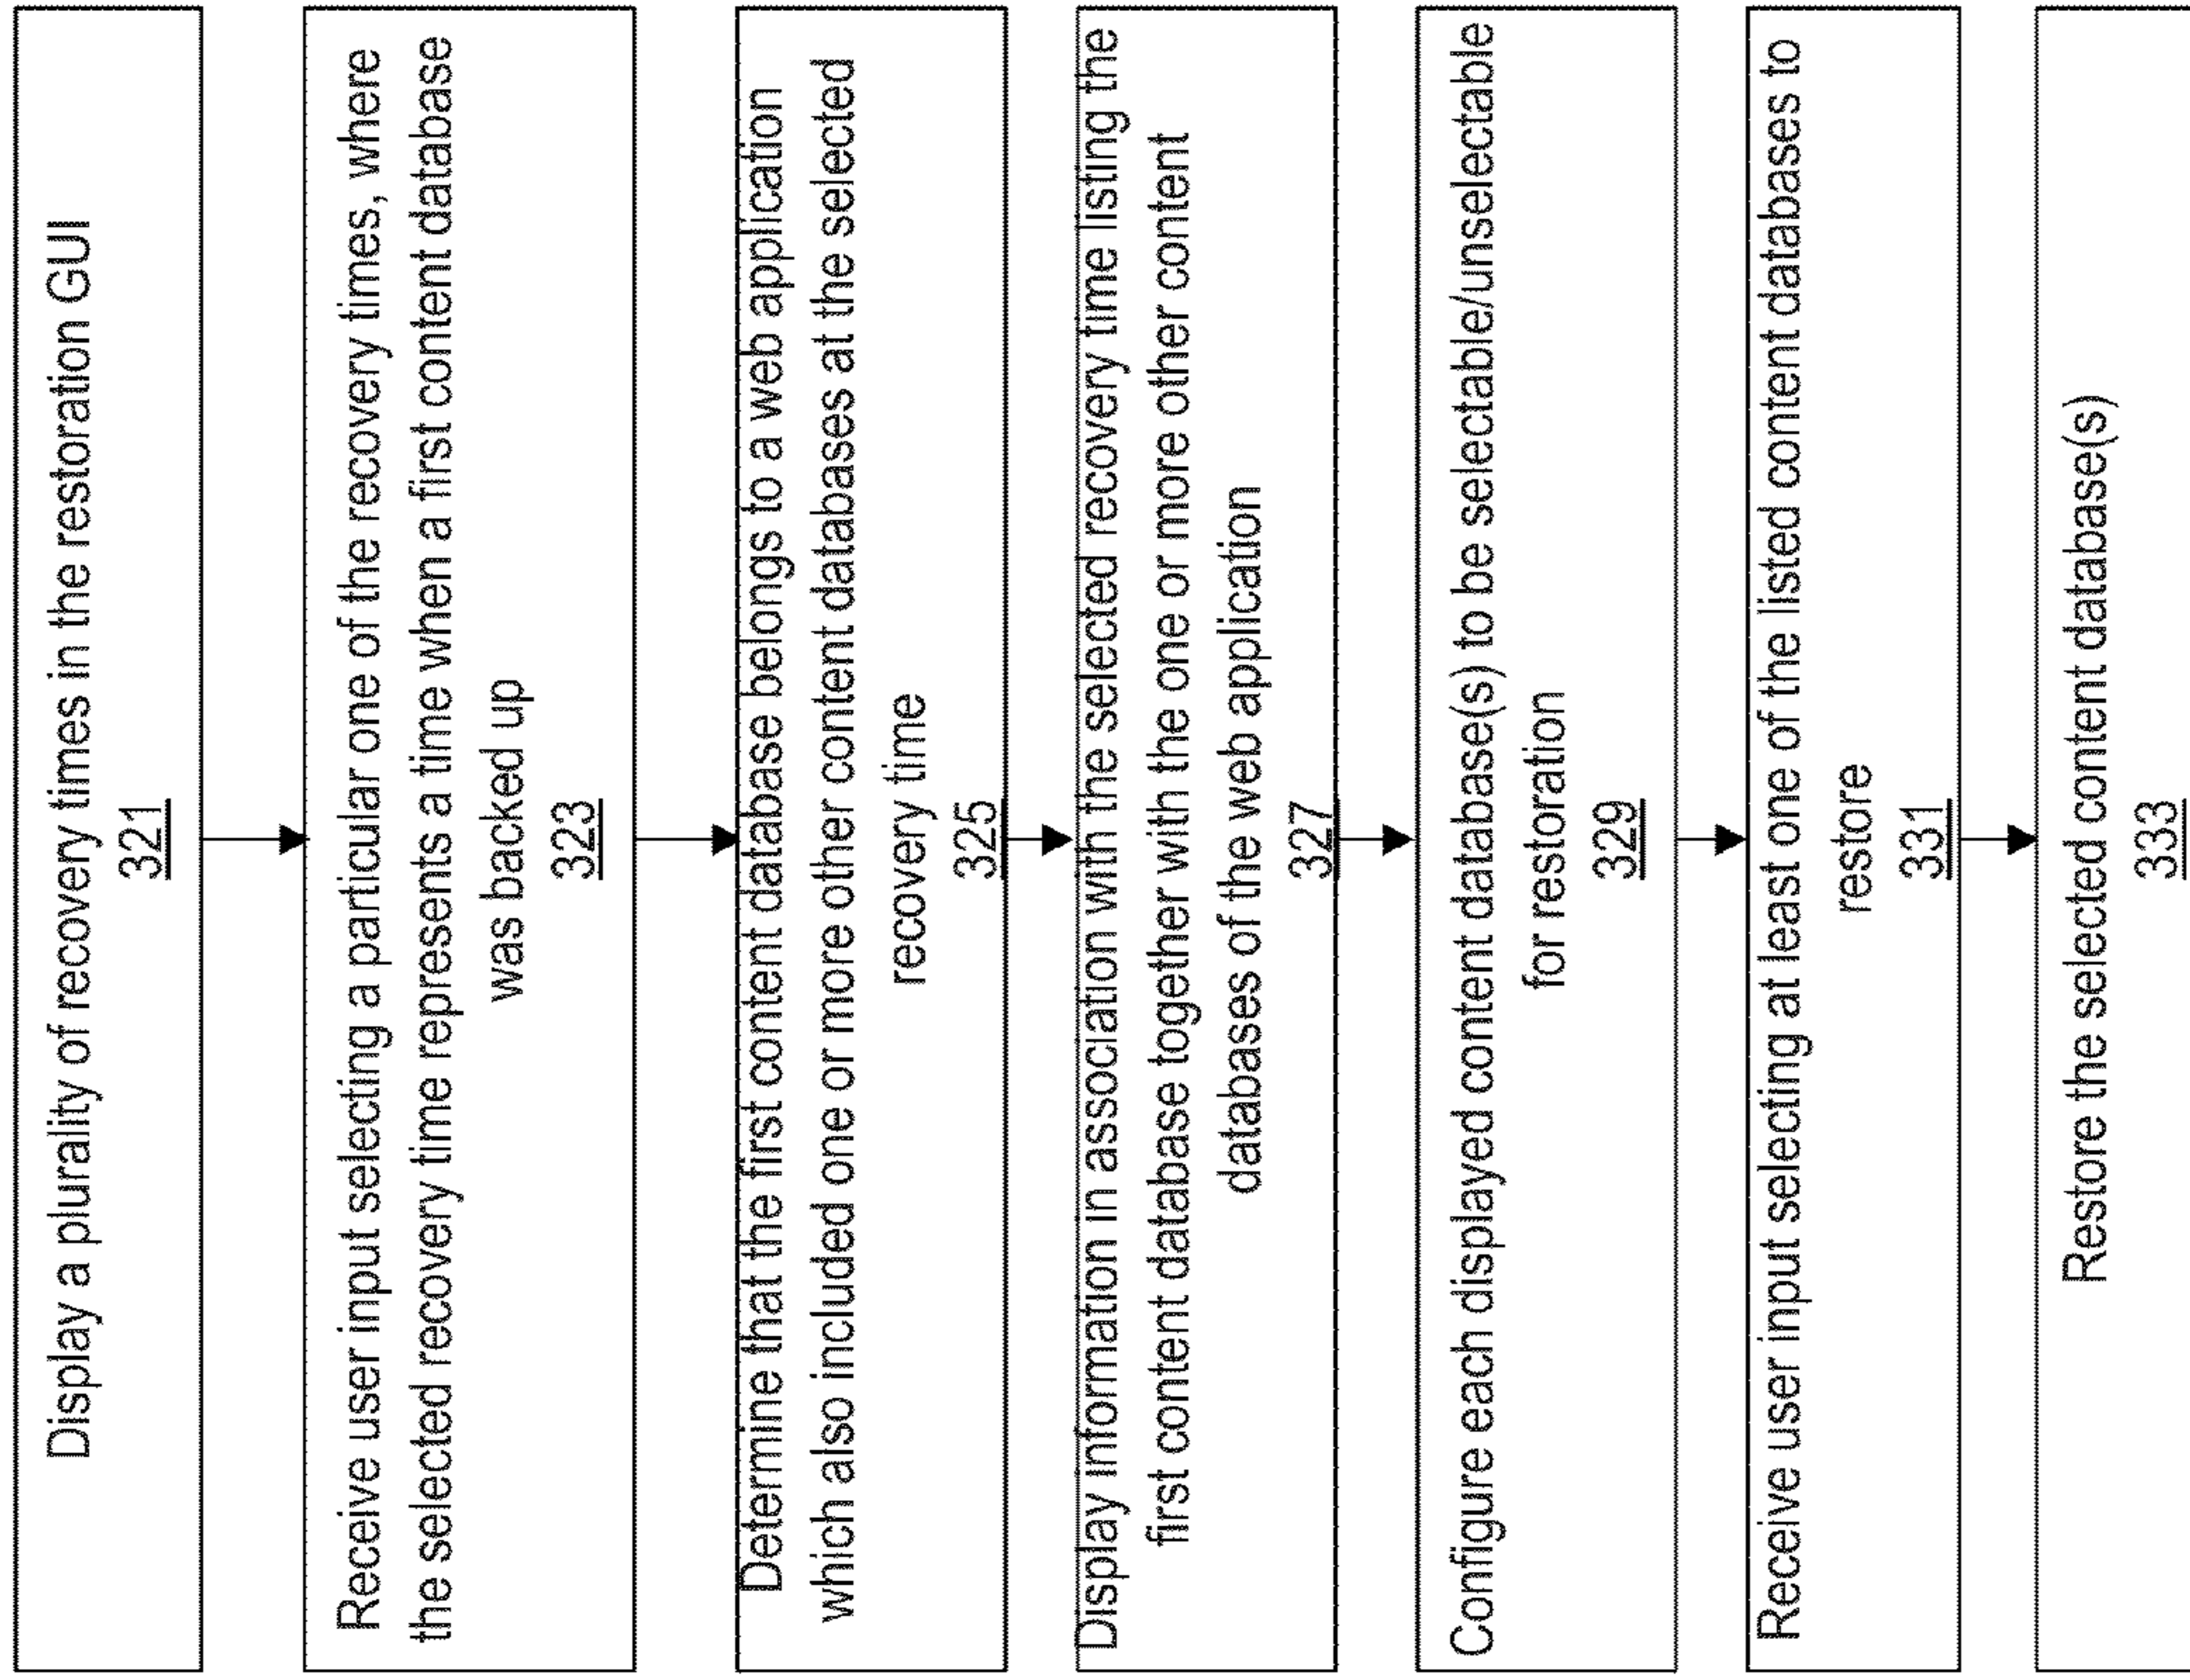 Display a plurality of recovery times in the restoration GUI
321
Receive user input selecting a particular one of the recovery times, where
the selected recovery time represents a time when a first content database
was backed up
323
Determine that the first content database belongs to a web application
which also included one or more other content databases at the selected
recovery time
325
Display information in association with the selected recovery time listing the
first content database together with the one or more other content
databases of the web application
327
Configure each displayed content database(s) to be selectable/unselectable
for restoration
329
Receive user input selecting at least one of the listed content databases to
restore
331
Restore the selected content database(s)
333